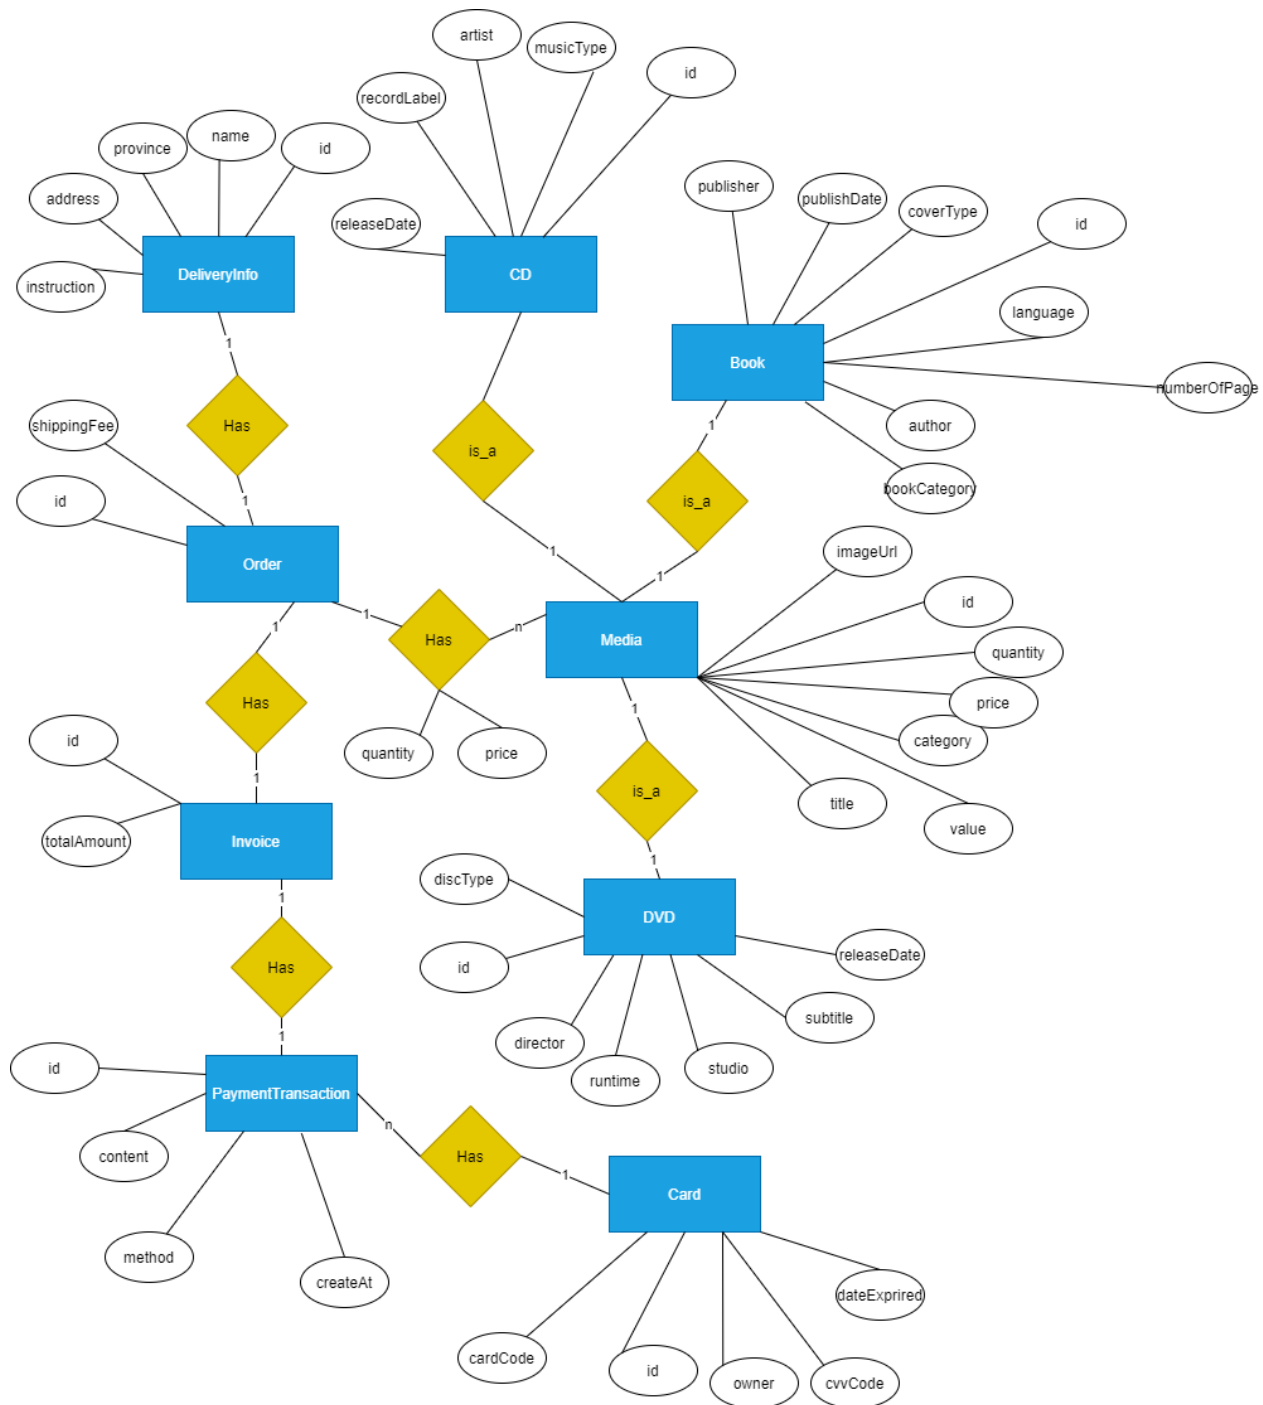 artist
musicType
id
recordLabel
name
province
id
address
publisher
publishDate
coverType
id
releaseDate
instruction
DeliveryInfo
CD
language
1
Book
numberOfPage
Has
shippingFee
author
1
is_a
1
bookCategory
id
1
is_a
imageUrl
Order
1
1
id
1
1
n
Has
Media
quantity
Has
price
id
1
category
quantity
price
title
value
1
is_a
totalAmount
Invoice
1
discType
1
DVD
releaseDate
Has
id
subtitle
1
director
studio
id
runtime
PaymentTransaction
n
content
Has
1
Card
method
createAt
dateExprired
cardCode
id
owner
cvvCode